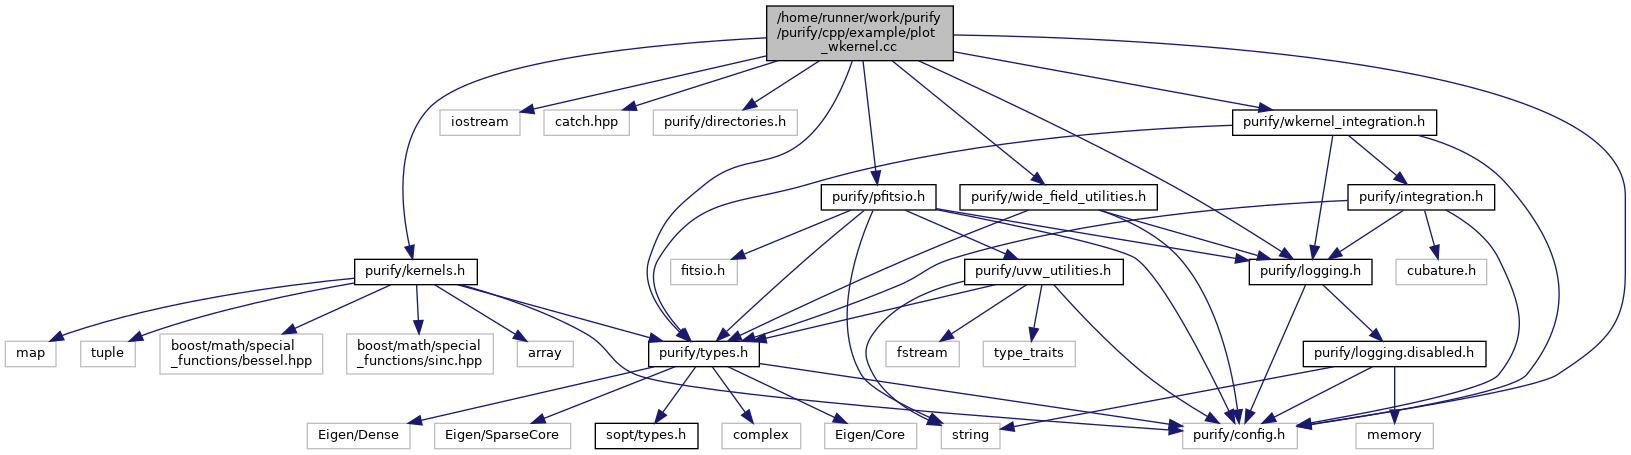 /home/runner/work/purify
/purify/cpp/example/plot
_wkernel.cc
iostream
catch.hpp
purify/directories.h
purify/wkernel_integration.h
purify/pfitsio.h
purify/wide_field_utilities.h
purify/integration.h
purify/kernels.h
fitsio.h
purify/uvw_utilities.h
purify/logging.h
cubature.h
map
tuple
boost/math/special
_functions/bessel.hpp
boost/math/special
_functions/sinc.hpp
array
purify/types.h
fstream
type_traits
purify/logging.disabled.h
Eigen/Dense
Eigen/SparseCore
sopt/types.h
complex
Eigen/Core
string
purify/config.h
memory